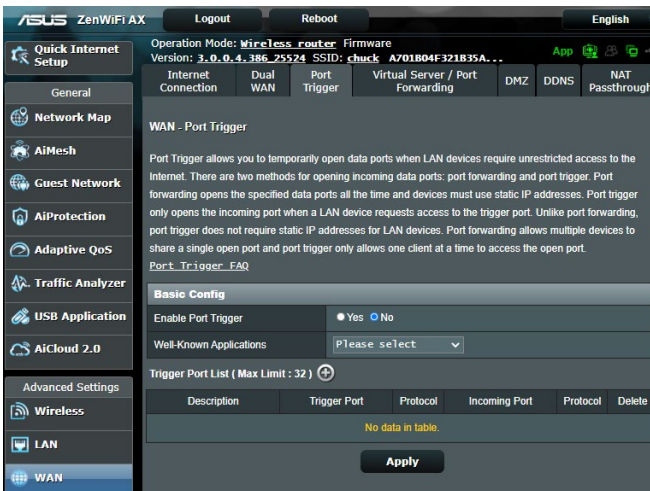 ASUS ZenWiFi AX Logout Reboot English
Quick Internet Setup
Operation Mode: Wireless router Firmware
Version: 3.0.0.4.386_25524 SSID: chuck A701B04F321B35A...
App
General
Network Map
AiMesh
Guest Network
AiProtection
Adaptive QoS
Traffic Analyzer
USB Application
AiCloud 2.0
Advanced Settings
Wireless
LAN
WAN
Internet Connection
Dual WAN
Port Trigger
Virtual Server / Port Forwarding
DMZ
DDNS
NAT Passthrough
WAN - Port Trigger
Port Trigger allows you to temporarily open data ports when LAN devices require unrestricted access to the
Internet. There are two methods for opening incoming data ports: port forwarding and port trigger. Port
forwarding opens the specified data ports all the time and devices must use static IP addresses. Port trigger
only opens the incoming port when a LAN device requests access to the trigger port. Unlike port forwarding,
port trigger does not require static IP addresses for LAN devices. Port forwarding allows multiple devices to
share a single open port and port trigger only allows one client at a time to access the open port.
Port Trigger FAQ
Basic Config
Enable Port Trigger Yes No
Well-Known Applications Please select
Trigger Port List ( Max Limit : 32 )
Description Trigger Port Protocol Incoming Port Protocol Delete
No data in table.
Apply